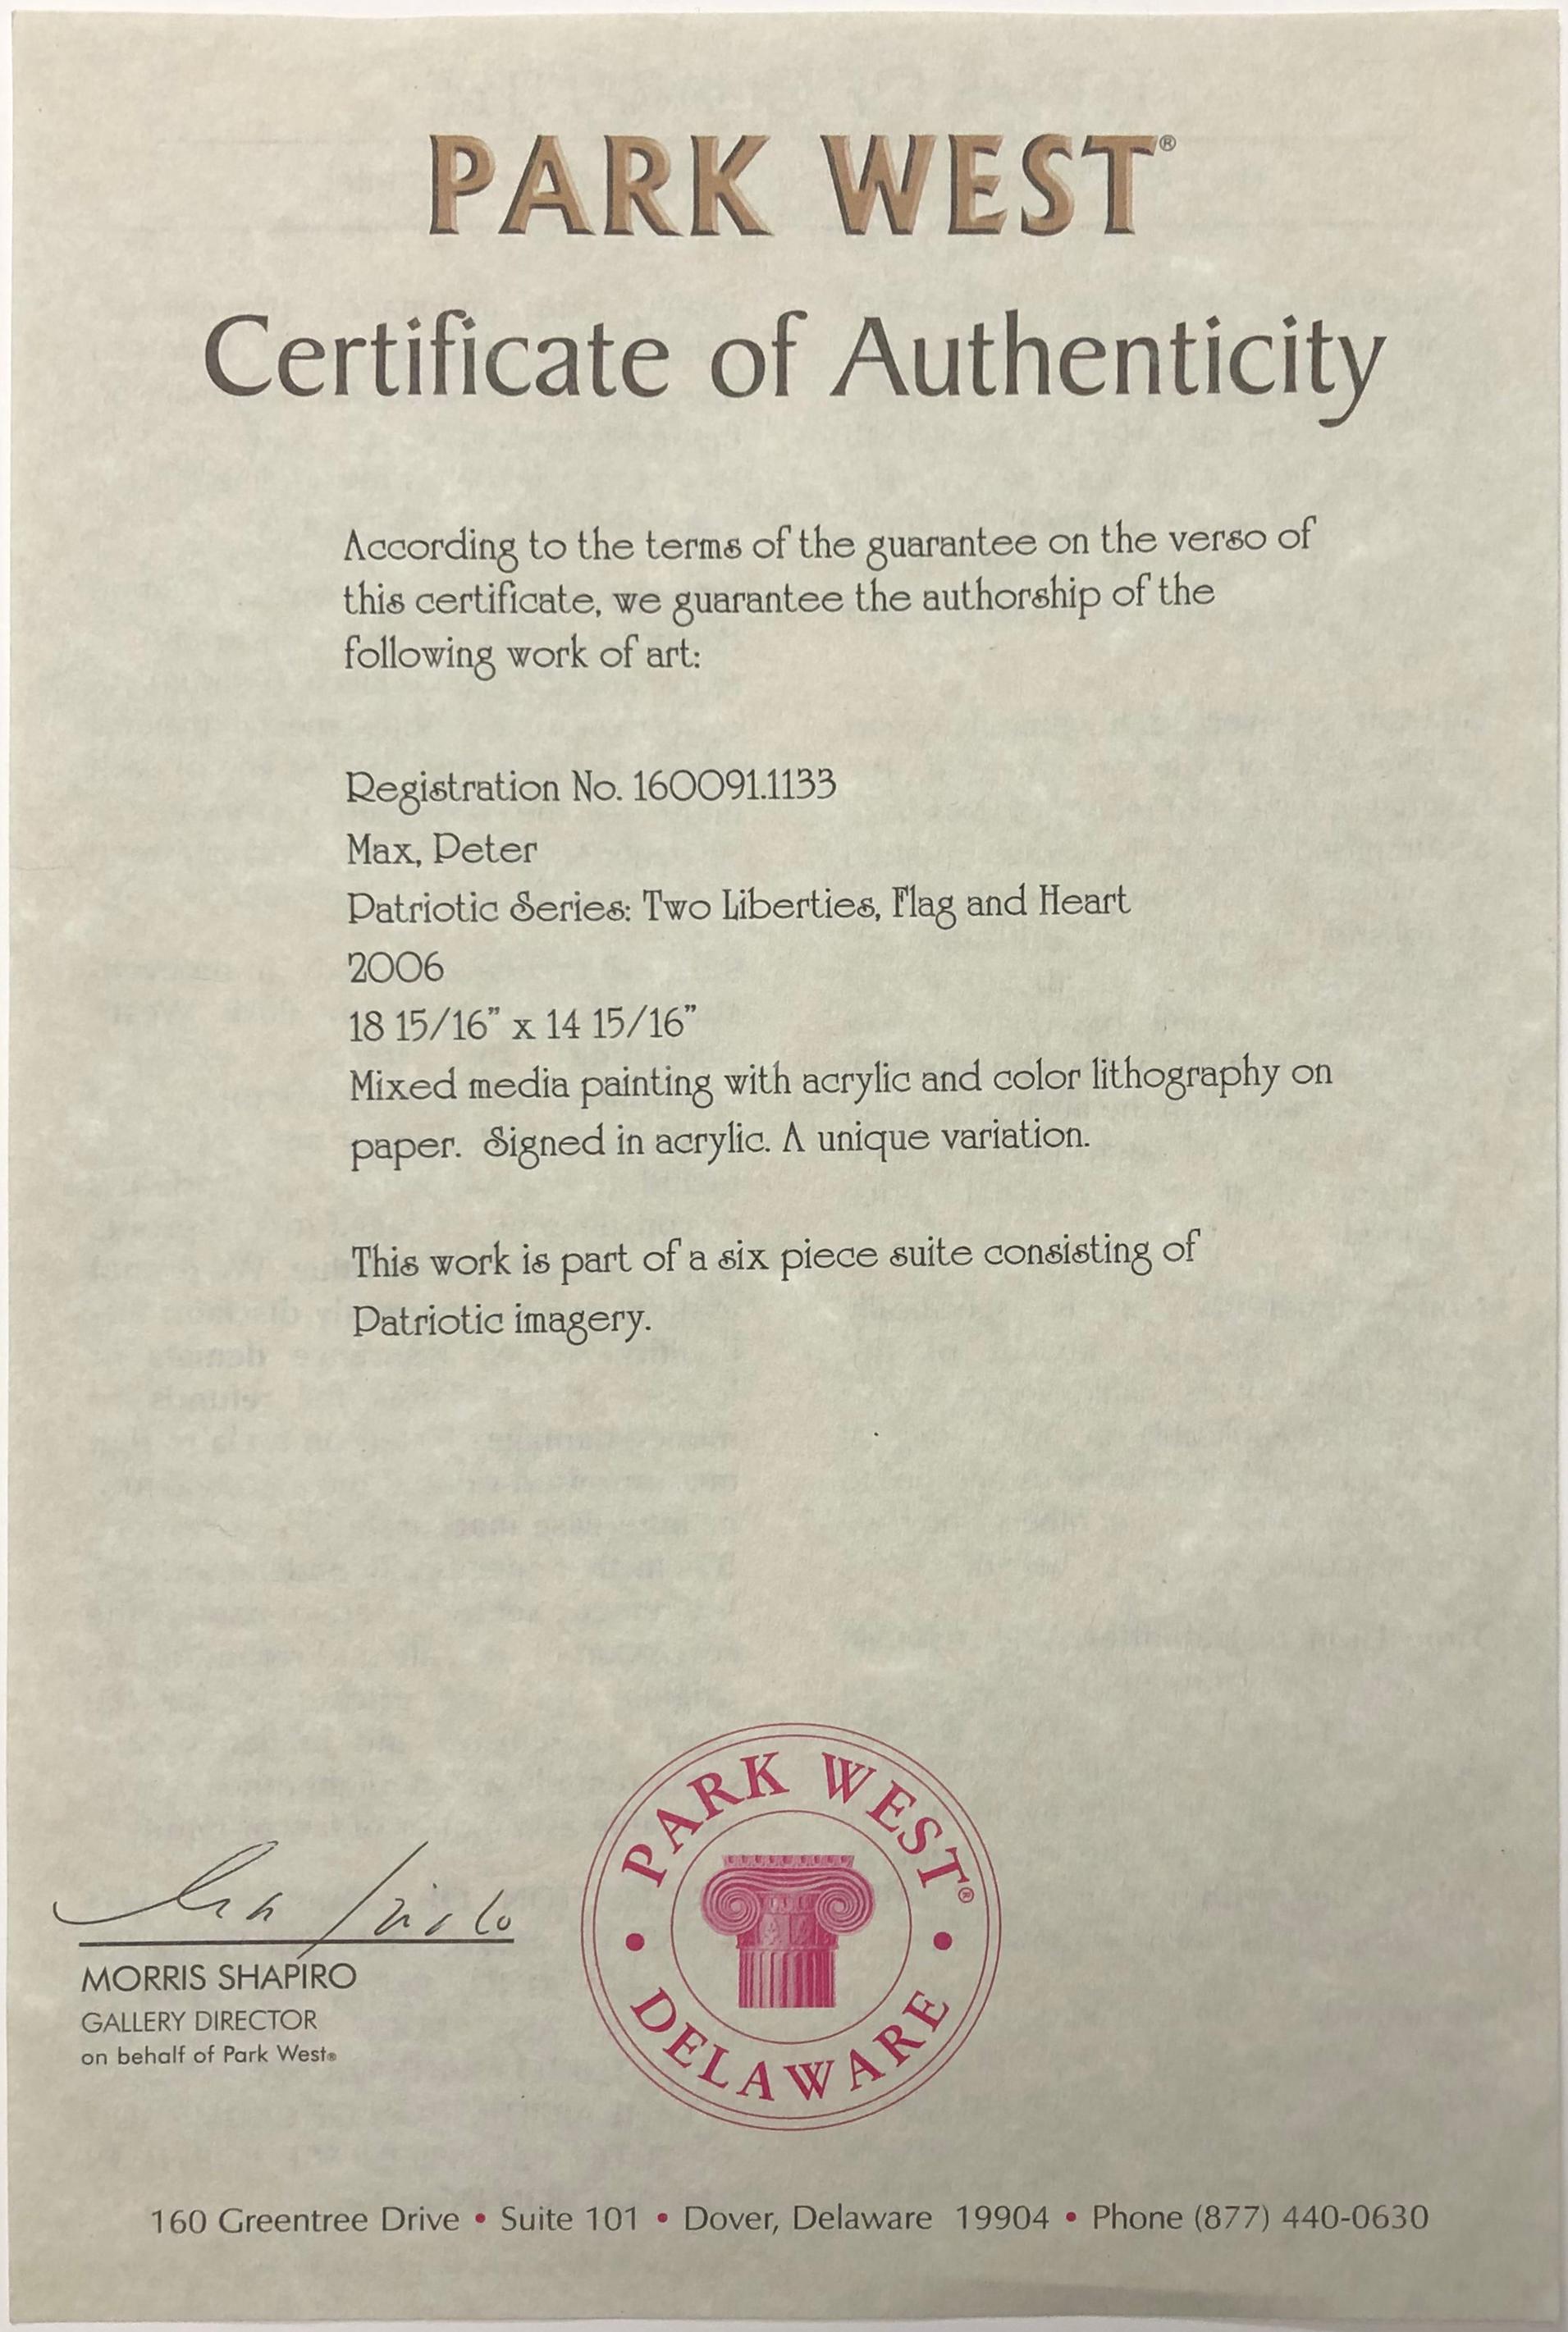 PARK WEST®
Certificate of Authenticity
According to the terms of the guarantee on the verso of
this certificate, we guarantee the authorship of the
following work of art:
Registration No. 160091.1133
Max, Peter
Patriotic Series: Two Liberties, Flag and Heart
2006
18 15/16” x 14 15/16”
Mixed media painting with acrylic and color lithography on
paper. Signed in acrylic. A unique variation.
This work is part of a six piece suite consisting of
Patriotic imagery.
PARK WEST®
• DELAWARE •
MORRIS SHAPIRO
GALLERY DIRECTOR
on behalf of Park West®
160 Greentree Drive • Suite 101 • Dover, Delaware 19904 • Phone (877) 440-0630